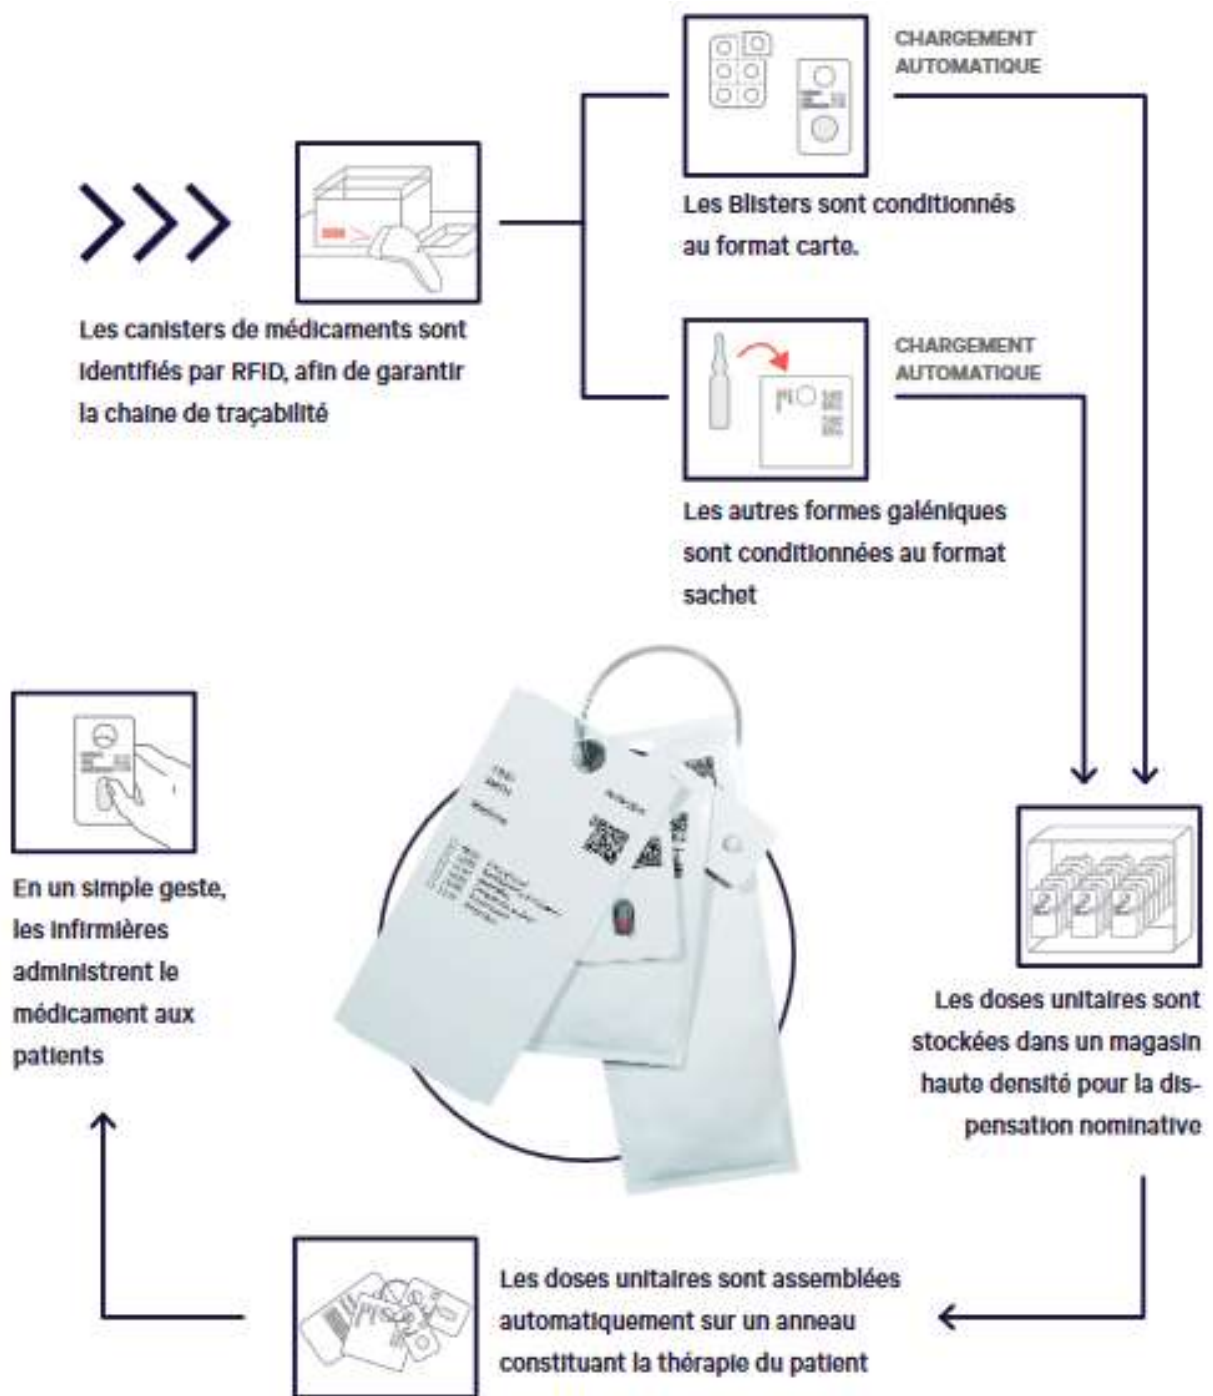 CHARGEMENT
AUTOMATIQUE
Les Blisters sont conditionnés
au format carte.
Les canisters de médicaments sont
identifiés par RFID, afin de garantir
la chaine de traçabilité
CHARGEMENT
AUTOMATIQUE
Les autres formes galéniques
sont conditionnées au format
sachet
En un simple geste,
les infirmières
administrent le
médicament aux
patients
Les doses unitaires sont
stockées dans un magasin
haute densité pour la dis-
pensation nominative
Les doses unitaires sont assemblées
automatiquement sur un anneau
constituant la thérapie du patient